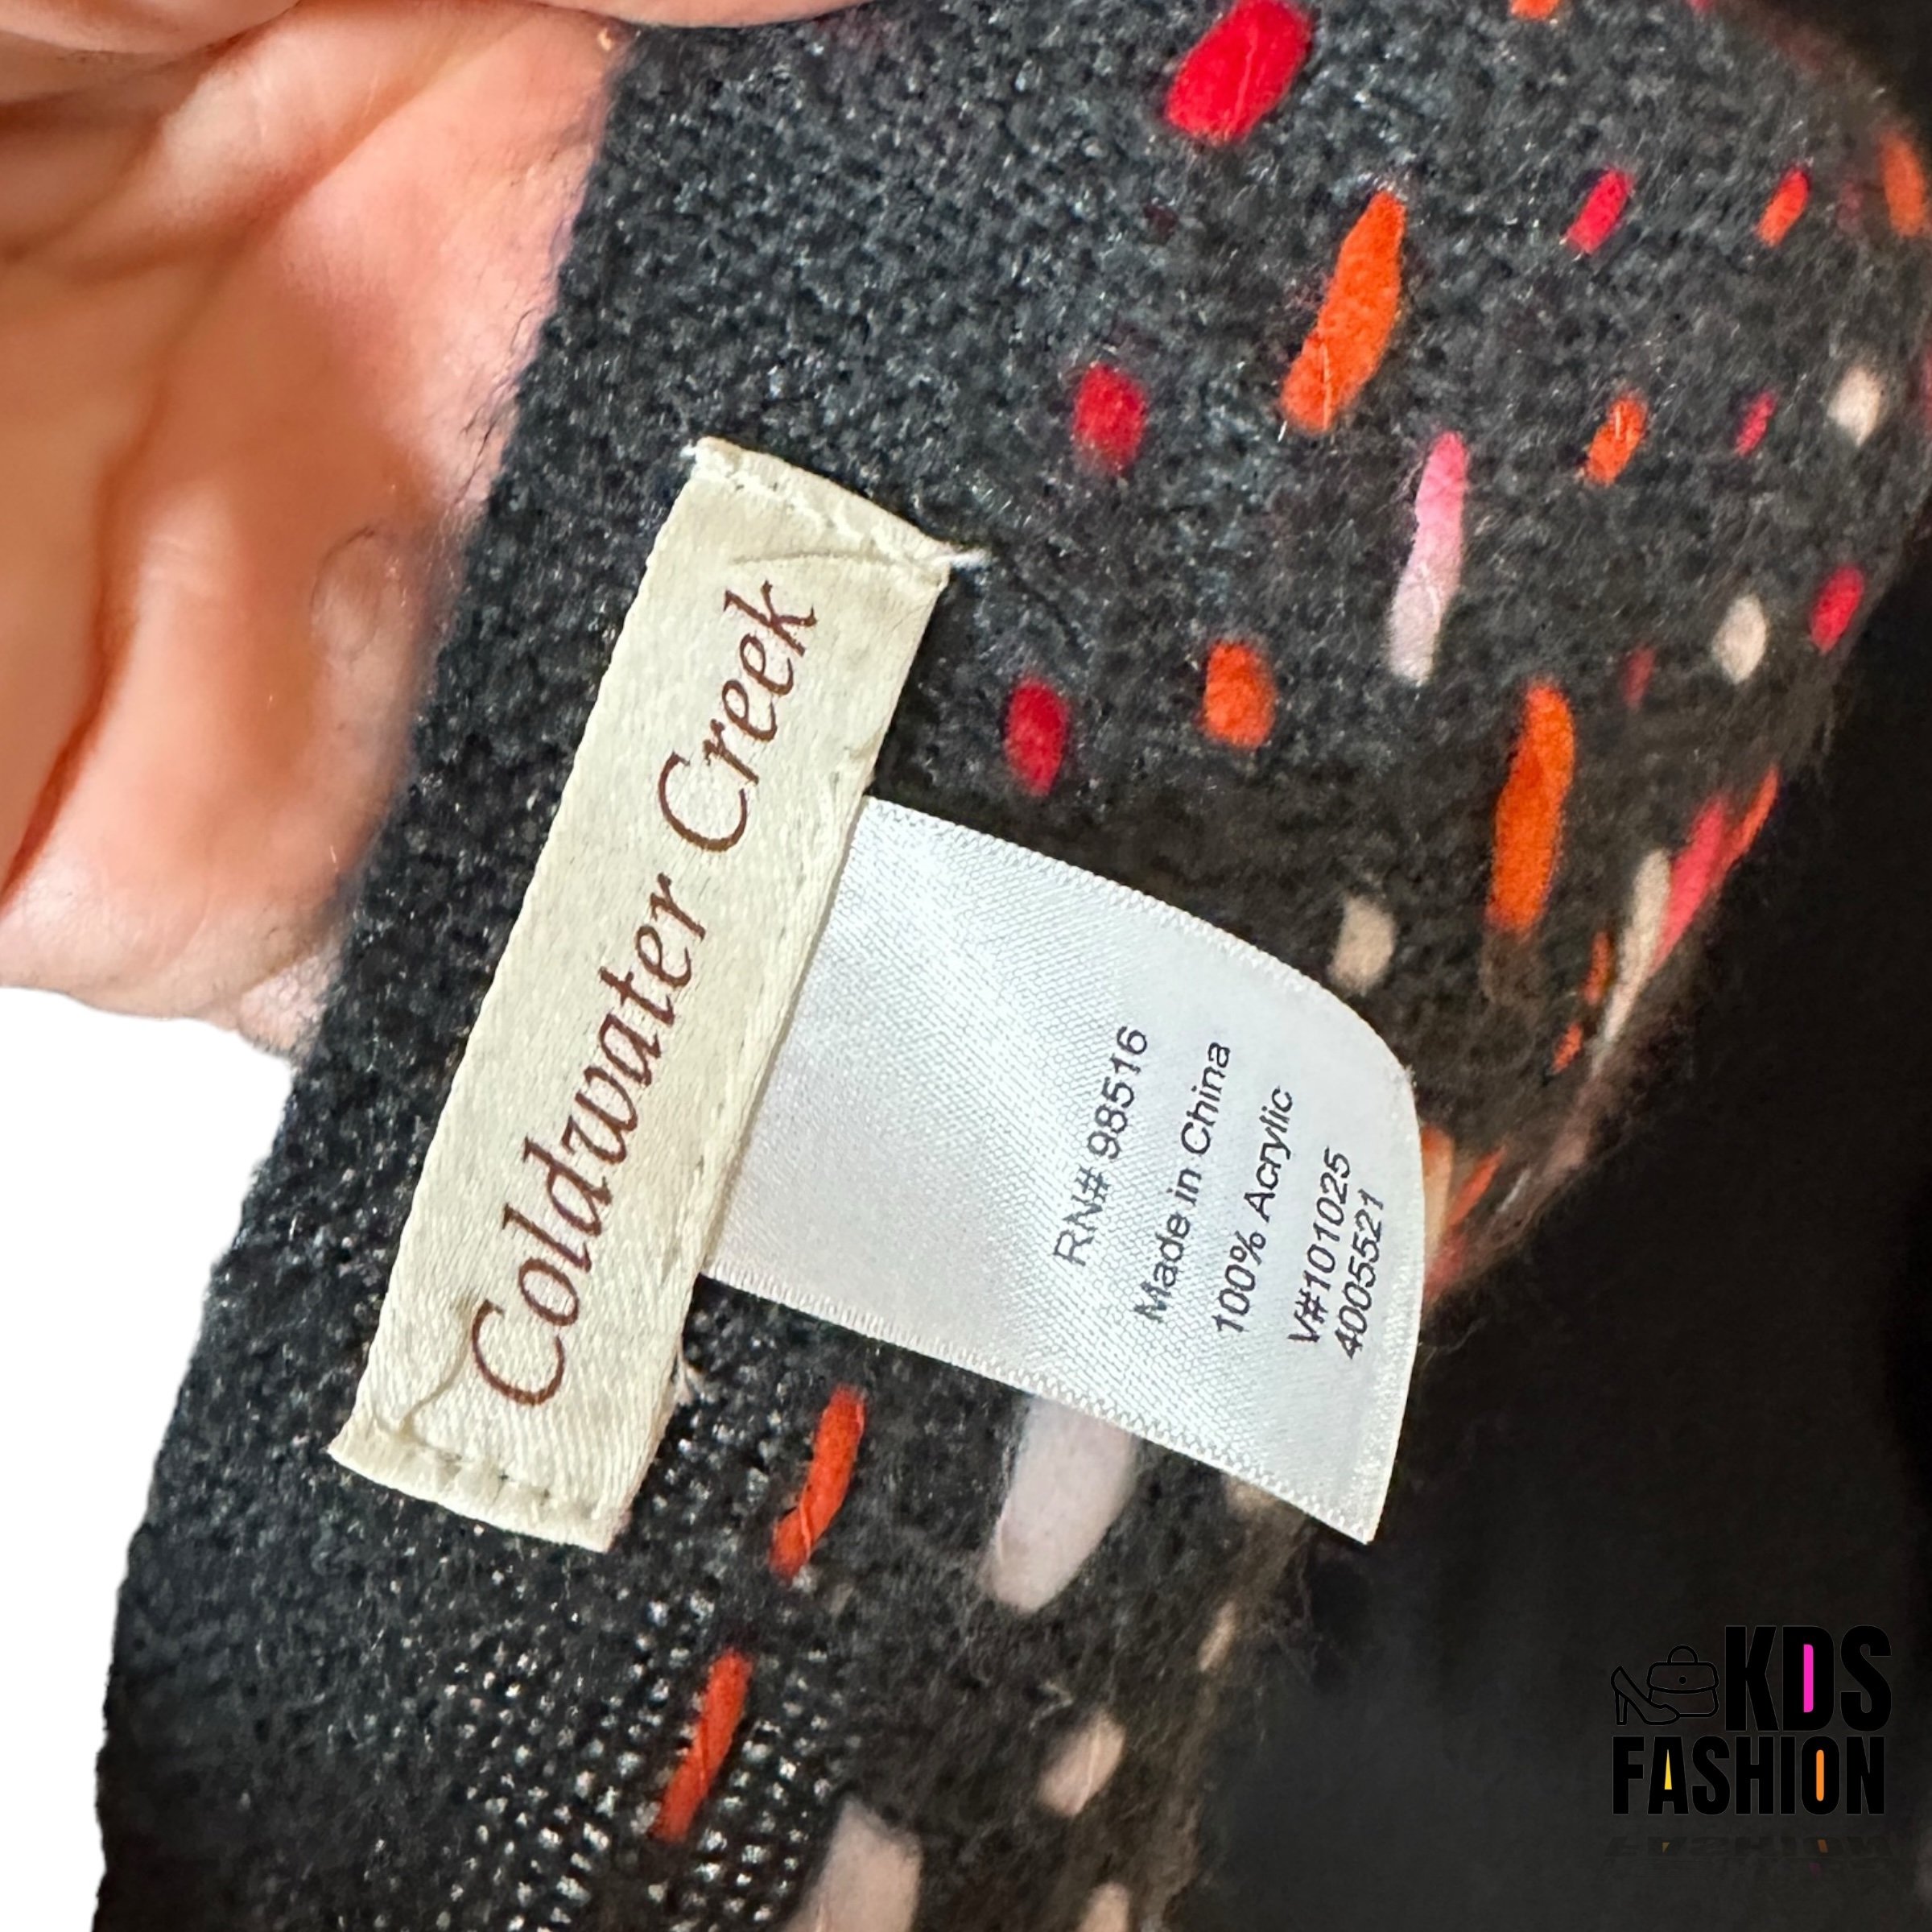 Coldwater Creek
RN# 98516
Made in China
100% Acrylic
V#101025
4005521
KDS
FASHION